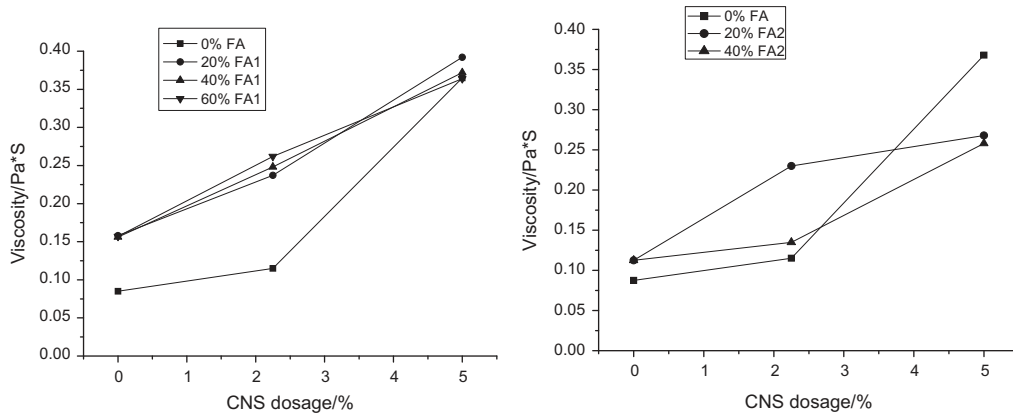 0% FA
20% FA1
40% FA1
60% FA1
0.40
0.35
0.30
0.25
0.20
0.15
0.10
0.05
0.00
Viscosity/Pa*S
0 1 2 3 4 5
CNS dosage/%
0% FA
20% FA2
40% FA2
0.40
0.35
0.30
0.25
0.20
0.15
0.10
0.05
0.00
Viscosity/Pa*S
0 1 2 3 4 5
CNS dosage/%